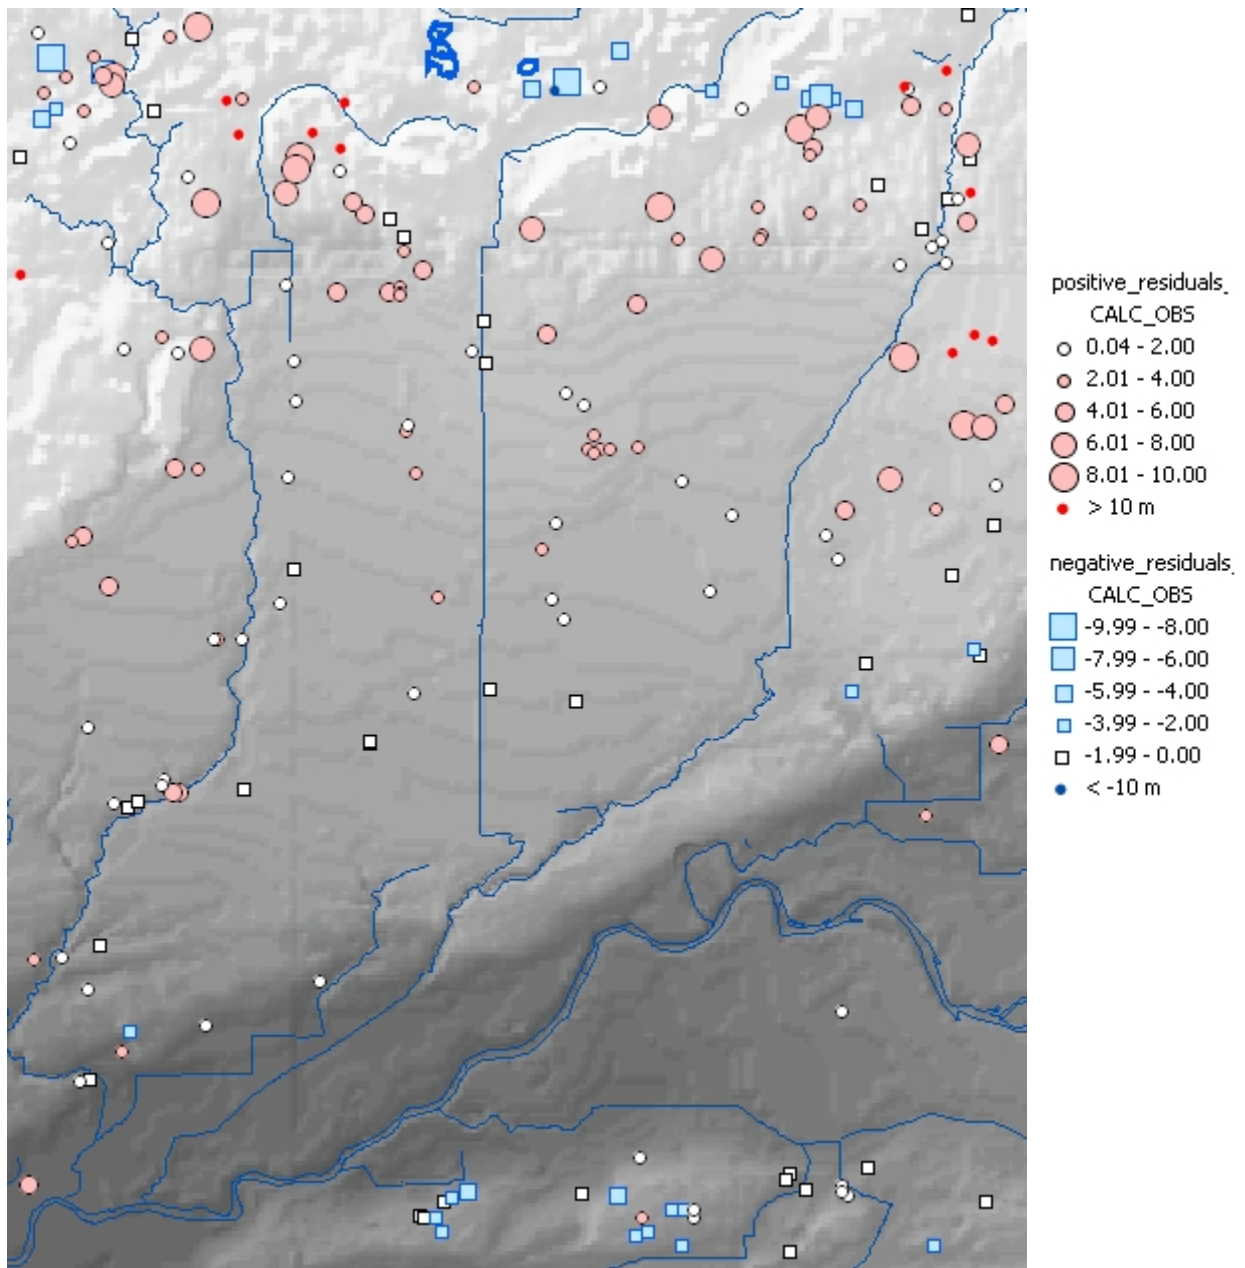 positive_residuals_
CALC_OBS
0.04 - 2.00
2.01 - 4.00
4.01 - 6.00
6.01 - 8.00
8.01 - 10.00
> 10 m
negative_residuals_
CALC_OBS
-9.99 - -8.00
-7.99 - -6.00
-5.99 - -4.00
-3.99 - -2.00
-1.99 - 0.00
< -10 m